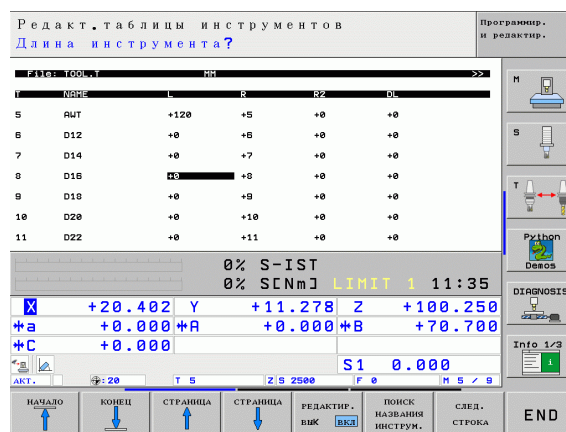 Редакт.таблицы инструментов
Длина инструмента?
Программир.
и редактир.
File: TOOL.T MM >>
T NAME L R R2 DL
5 AWT +120 +5 +0 +0
6 D12 +0 +6 +0 +0
7 D14 +0 +7 +0 +0
8 D16 +0 +8 +0 +0
9 D18 +0 +9 +0 +0
10 D20 +0 +10 +0 +0
11 D22 +0 +11 +0 +0
0% S-IST
0% S[Nm] LIMIT 1 11:35
X +20.402 Y +11.278 Z +100.250
a +0.000 A +0.000 B +70.700
C +0.000
S1 0.000
АКТ. : 20 T 5 Z S 2500 F 0 M 5 / 9
M
S
T
Python
Demos
DIAGNOSIS
Info 1/3
i
НАЧАЛО
КОНЕЦ
СТРАНИЦА
СТРАНИЦА
РЕДАКТИР.
ВЫК ВКЛ
ПОИСК
НАЗВАНИЯ
ИНСТРУМ.
СЛЕД.
СТРОКА
END